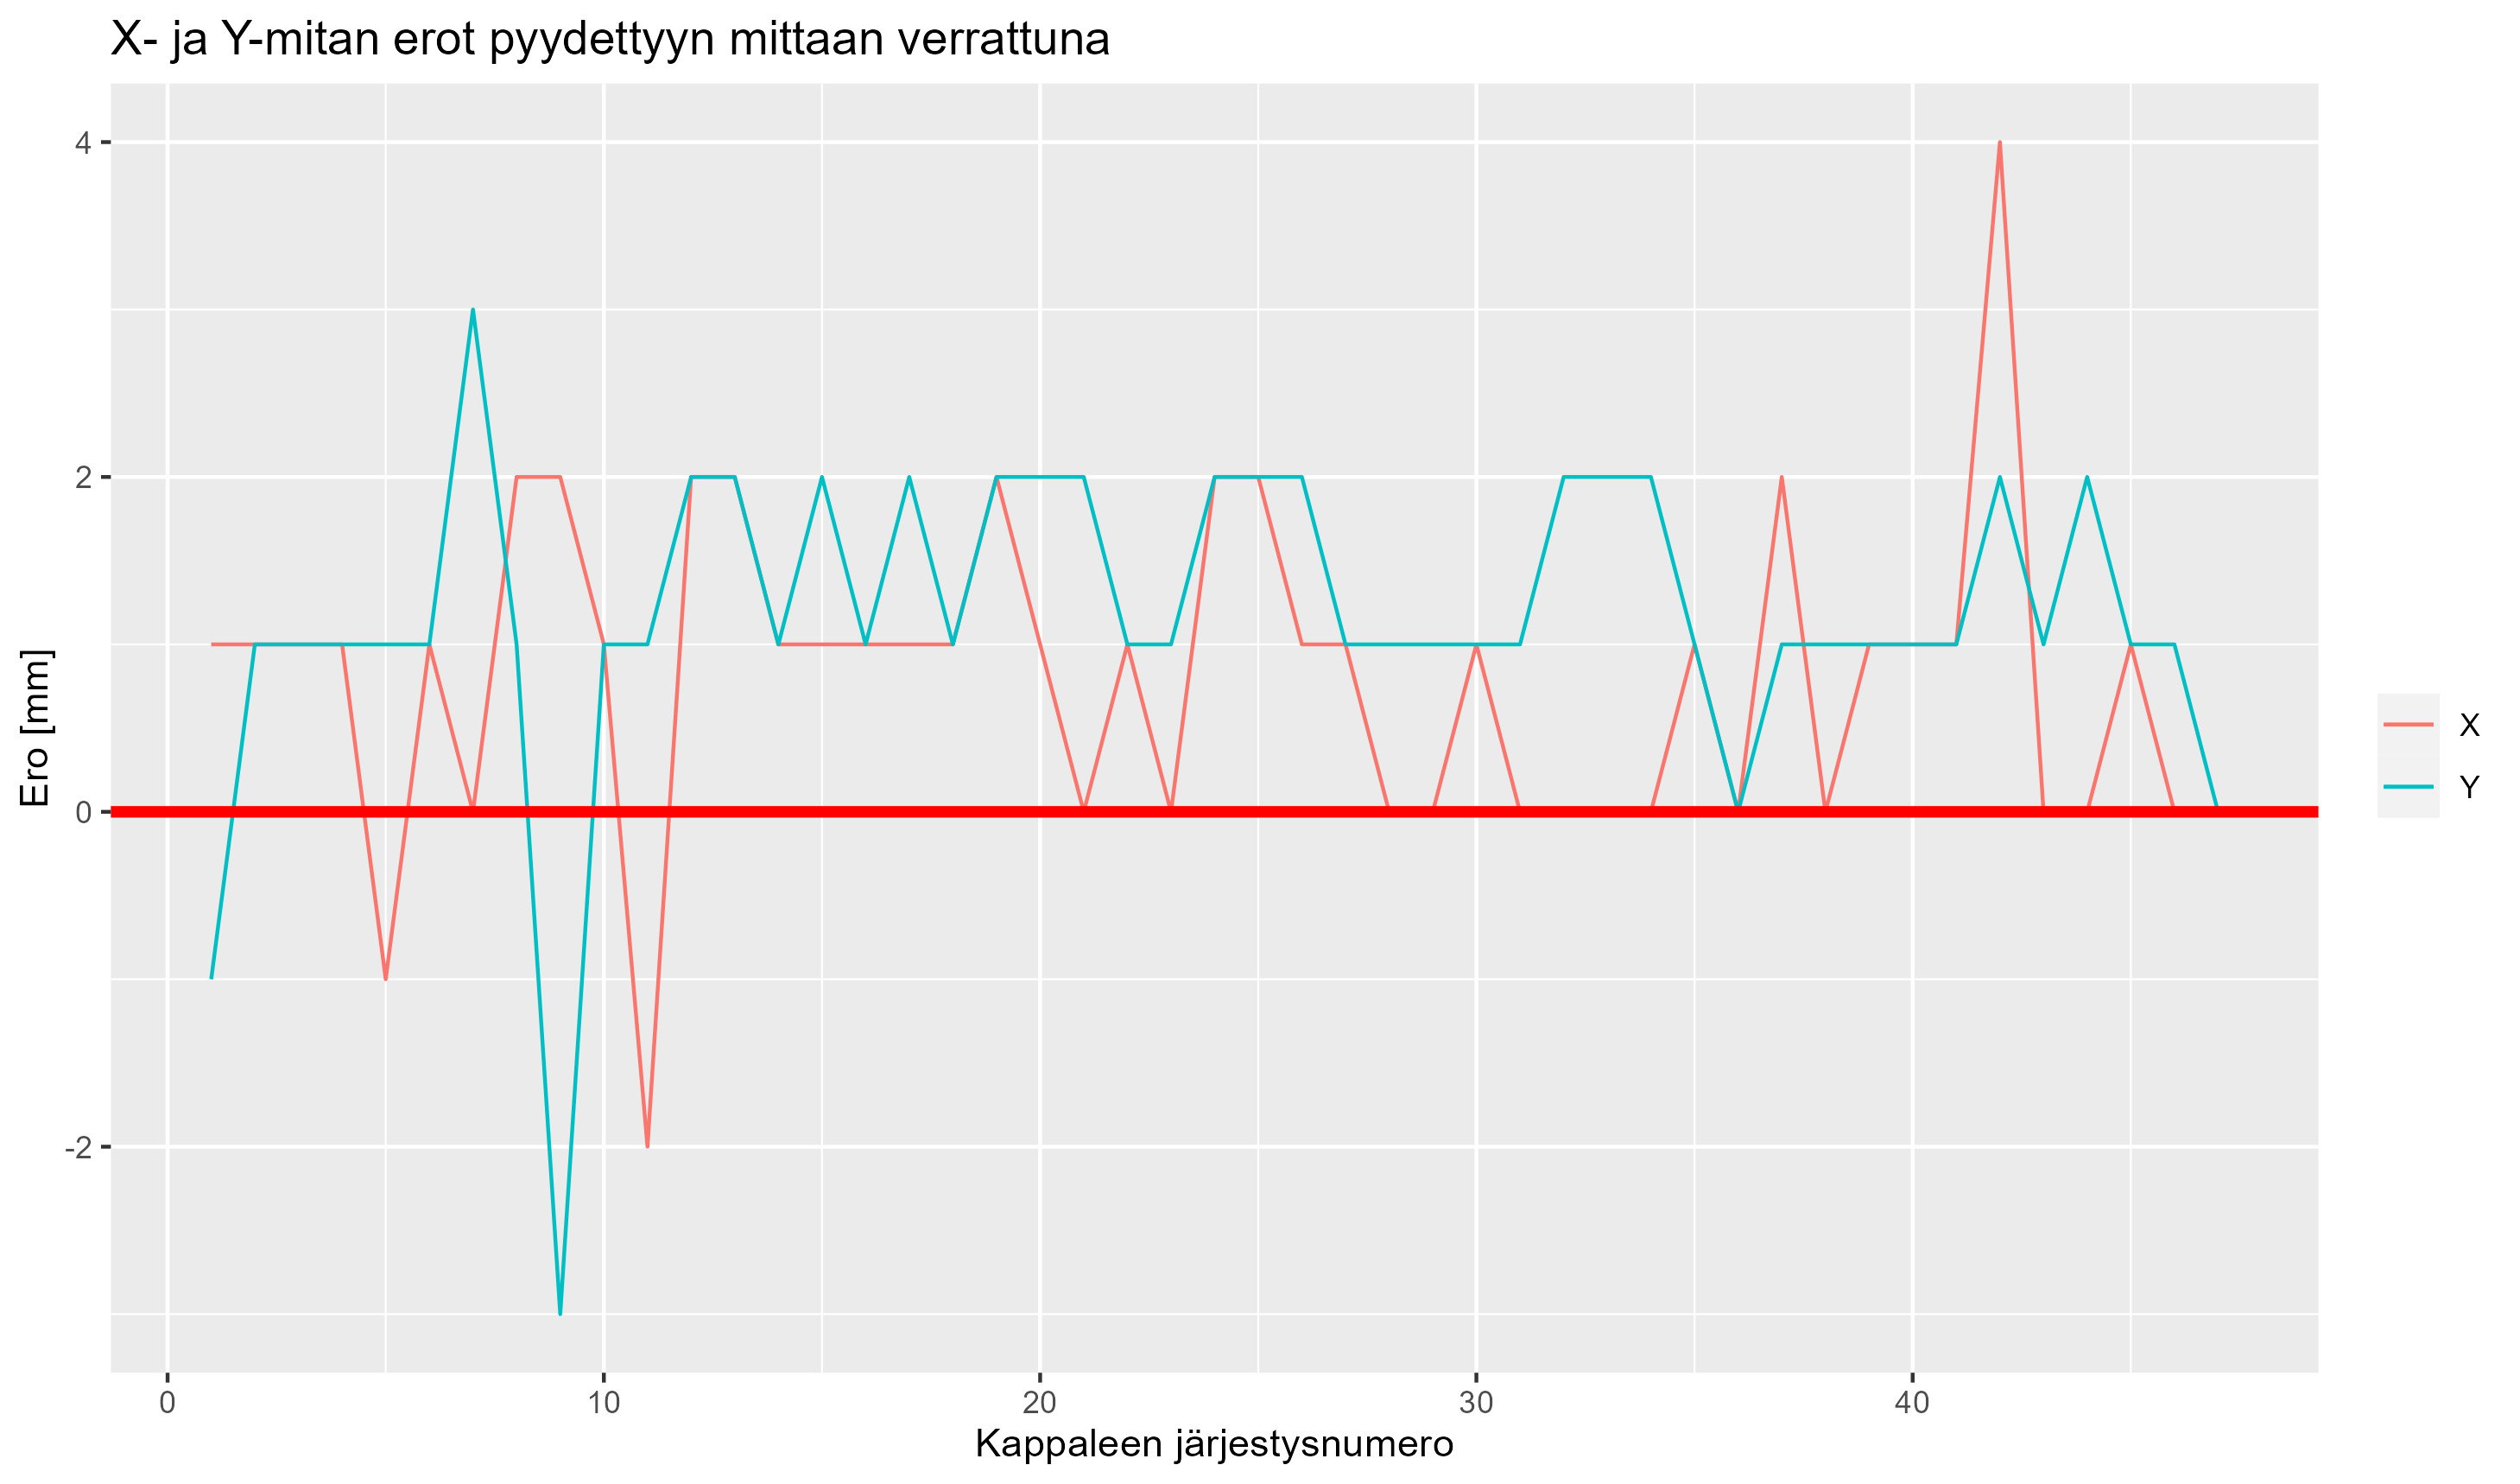 X- ja Y-mitan erot pyydettyyn mittaan verrattuna
4
2
0
-2
Ero [mm]
0 10 20 30 40
Kappaleen järjestysnumero
X
Y